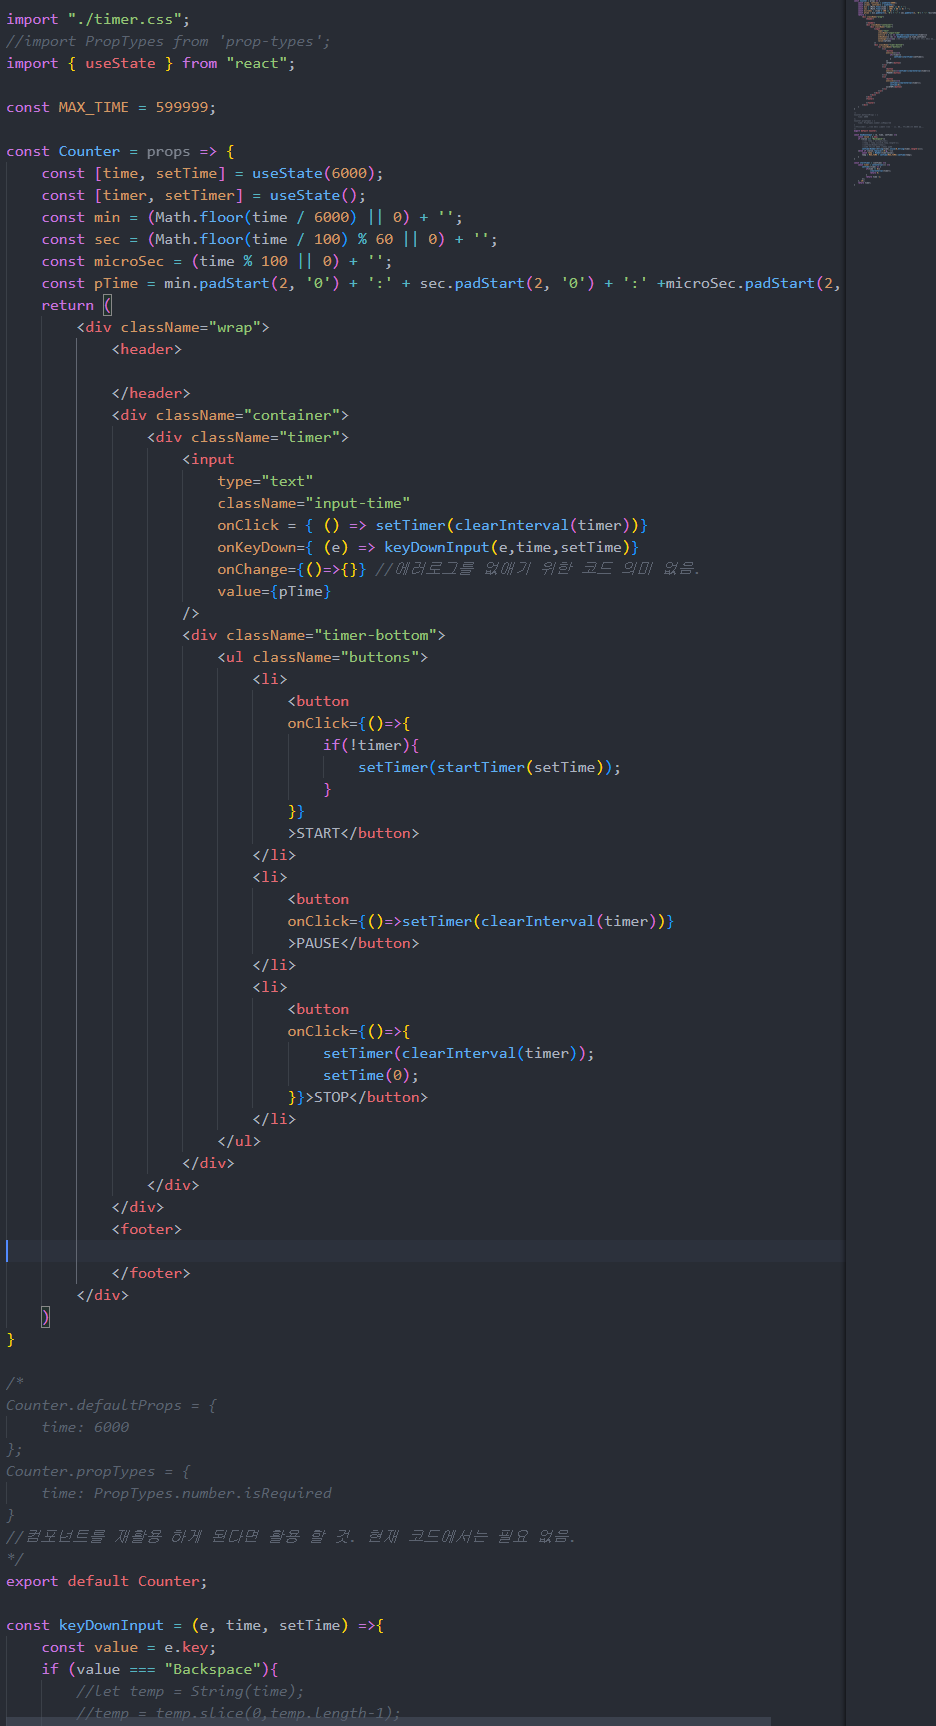 import "./timer.css";
//import PropTypes from 'prop-types';
import { useState } from "react";
const MAX_TIME = 599999;
const Counter = props => {
const [time, setTime] = useState(6000);
const [timer, setTimer] = useState();
const min = (Math.floor(time / 6000) || 0) + '';
const sec = (Math.floor(time / 100) % 60 || 0) + '';
const microSec = (time % 100 || 0) + '';
const pTime = min.padStart(2, '0') + ':' + sec.padStart(2, '0') + ':' +microSec.padStart(2,
return (
<div className="wrap">
<header>
</header>
<div className="container">
<div className="timer">
<input
type="text"
className="input-time"
onClick = { () => setTimer(clearInterval(timer))}
onKeyDown={ (e) => keyDownInput(e,time,setTime)}
onChange={()=>{}} //에러로그를 없애기 위한 코드 의미 없음.
value={pTime}
/>
<div className="timer-bottom">
<ul className="buttons">
<li>
<button
onClick={()=>{
if(!timer){
setTimer(startTimer(setTime));
}
}}
>START</button>
</li>
<li>
<button
onClick={()=>setTimer(clearInterval(timer))}
>PAUSE</button>
</li>
<li>
<button
onClick={()=>{
setTimer(clearInterval(timer));
setTime(0);
}}>STOP</button>
</li>
</ul>
</div>
</div>
</div>
<footer>
</footer>
</div>
)
}
/*
Counter.defaultProps = {
time: 6000
};
Counter.propTypes = {
time: PropTypes.number.isRequired
}
//컴포넌트를 재활용 하게 된다면 활용 할 것. 현재 코드에서는 필요 없음.
*/
export default Counter;
const keyDownInput = (e, time, setTime) =>{
const value = e.key;
if (value === "Backspace"){
//let temp = String(time);
//temp = temp.slice(0,temp.length-1);